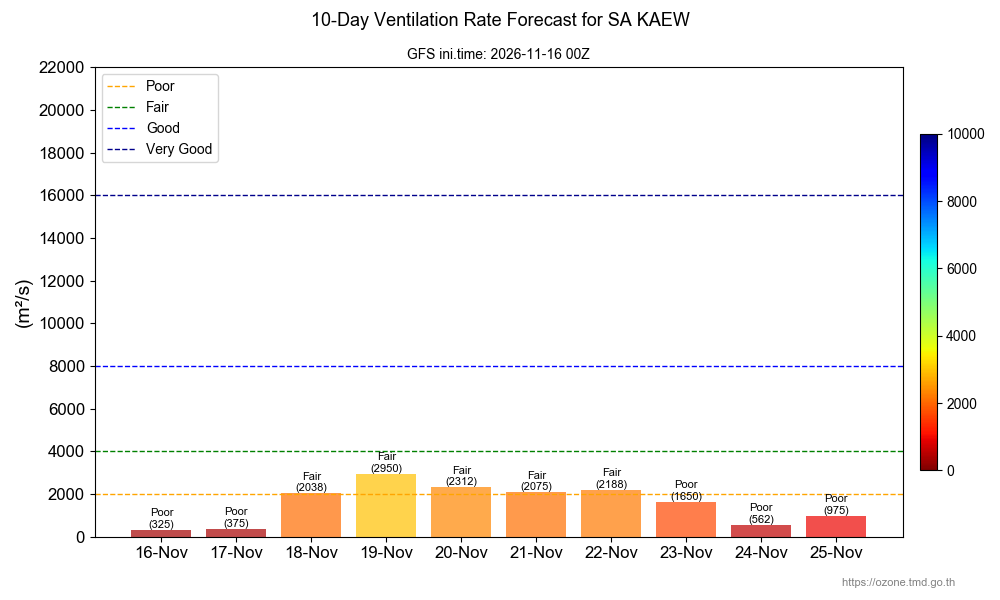 10-Day Ventilation Rate Forecast for SA KAEW
GFS ini.time: 2026-11-16 00Z
(m²/s)
22000
20000
18000
16000
14000
12000
10000
8000
6000
4000
2000
0
Poor
Fair
Good
Very Good
Poor
(325)
Poor
(375)
Fair
(2038)
Fair
(2950)
Fair
(2312)
Fair
(2075)
Fair
(2188)
Poor
(1650)
Poor
(562)
Poor
(975)
16-Nov 17-Nov 18-Nov 19-Nov 20-Nov 21-Nov 22-Nov 23-Nov 24-Nov 25-Nov
10000
8000
6000
4000
2000
0
https://ozone.tmd.go.th